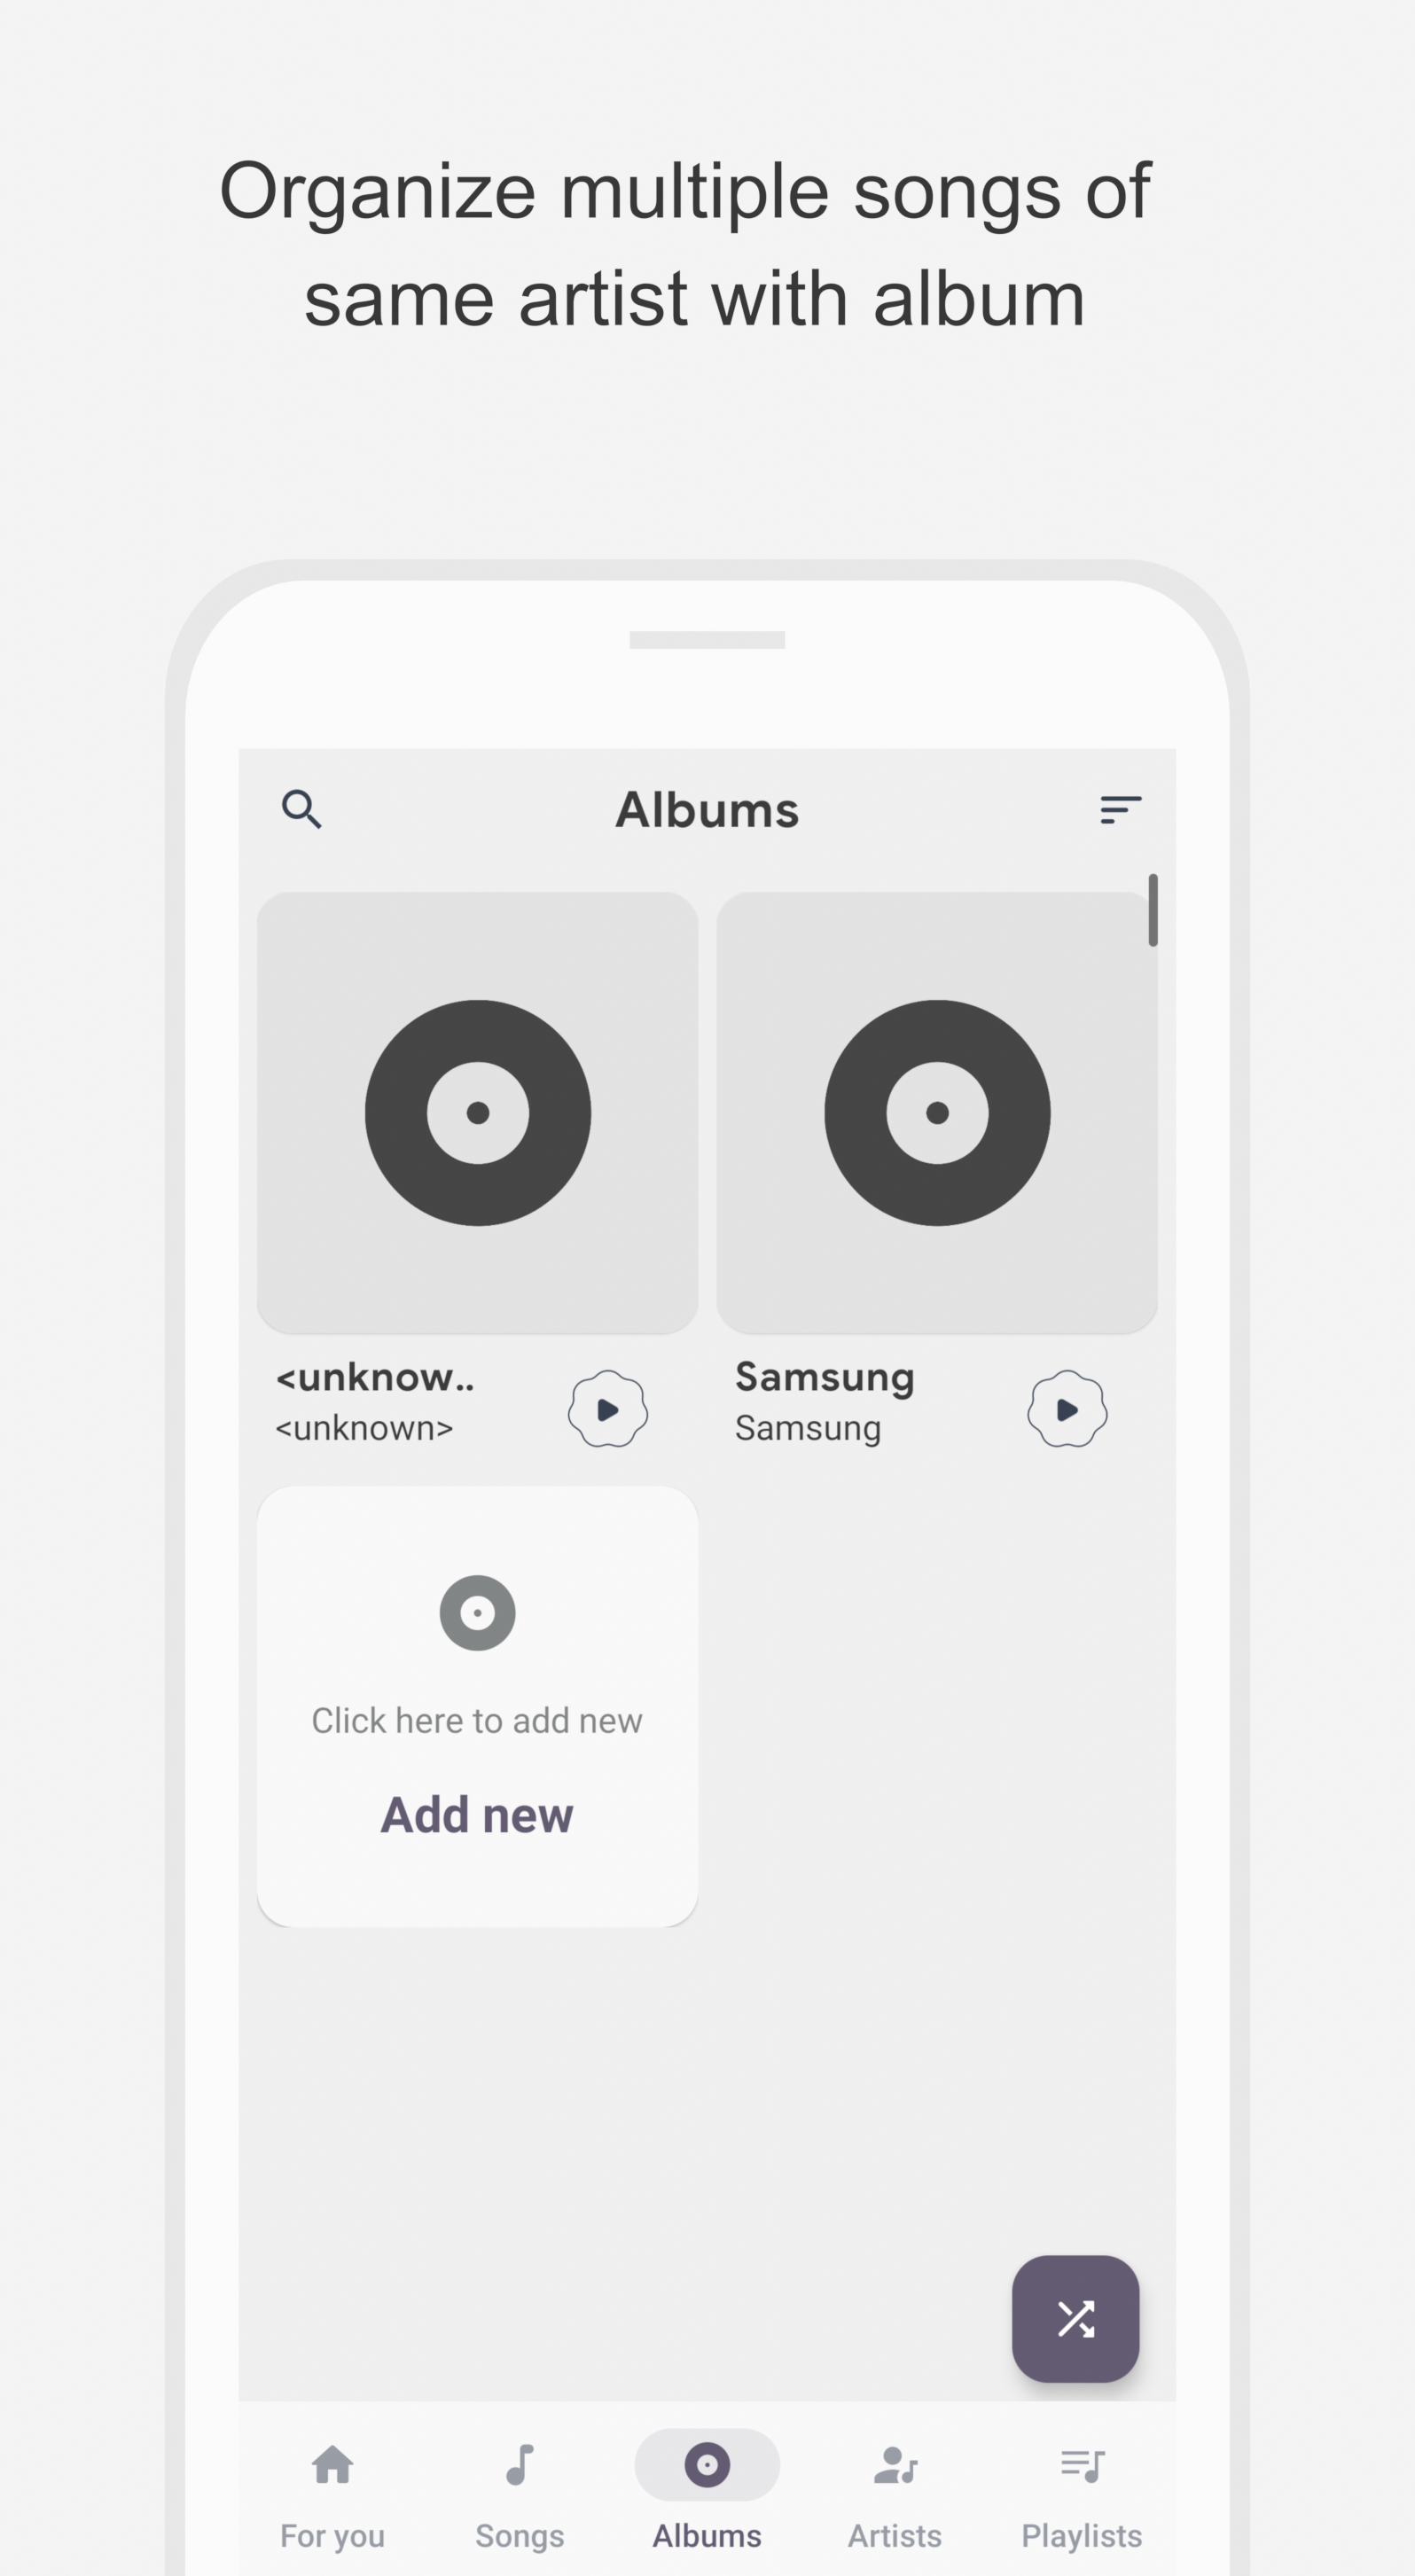 Organize multiple songs of
same artist with album
Albums
<unknow..
<unknown>
Samsung
Samsung
Click here to add new
Add new
For you
Songs
Albums
Artists
Playlists